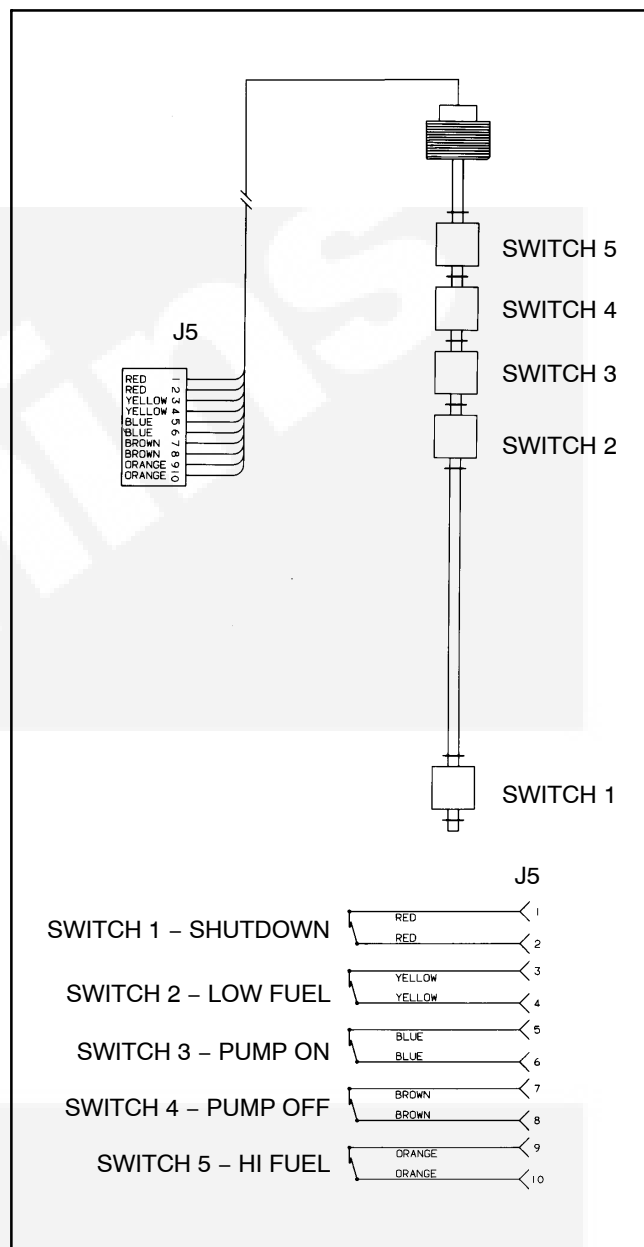 SWITCH 5
SWITCH 4
J5
SWITCH 3
RED 1
RED 2
YELLOW 3
YELLOW 4
BLUE 5
BLUE 6
BROWN 7
BROWN 8
ORANGE 9
ORANGE 10
SWITCH 2
SWITCH 1
J5
SWITCH 1 – SHUTDOWN
RED 1
RED 2
SWITCH 2 – LOW FUEL
YELLOW 3
YELLOW 4
SWITCH 3 – PUMP ON
BLUE 5
BLUE 6
SWITCH 4 – PUMP OFF
BROWN 7
BROWN 8
SWITCH 5 – HI FUEL
ORANGE 9
ORANGE 10